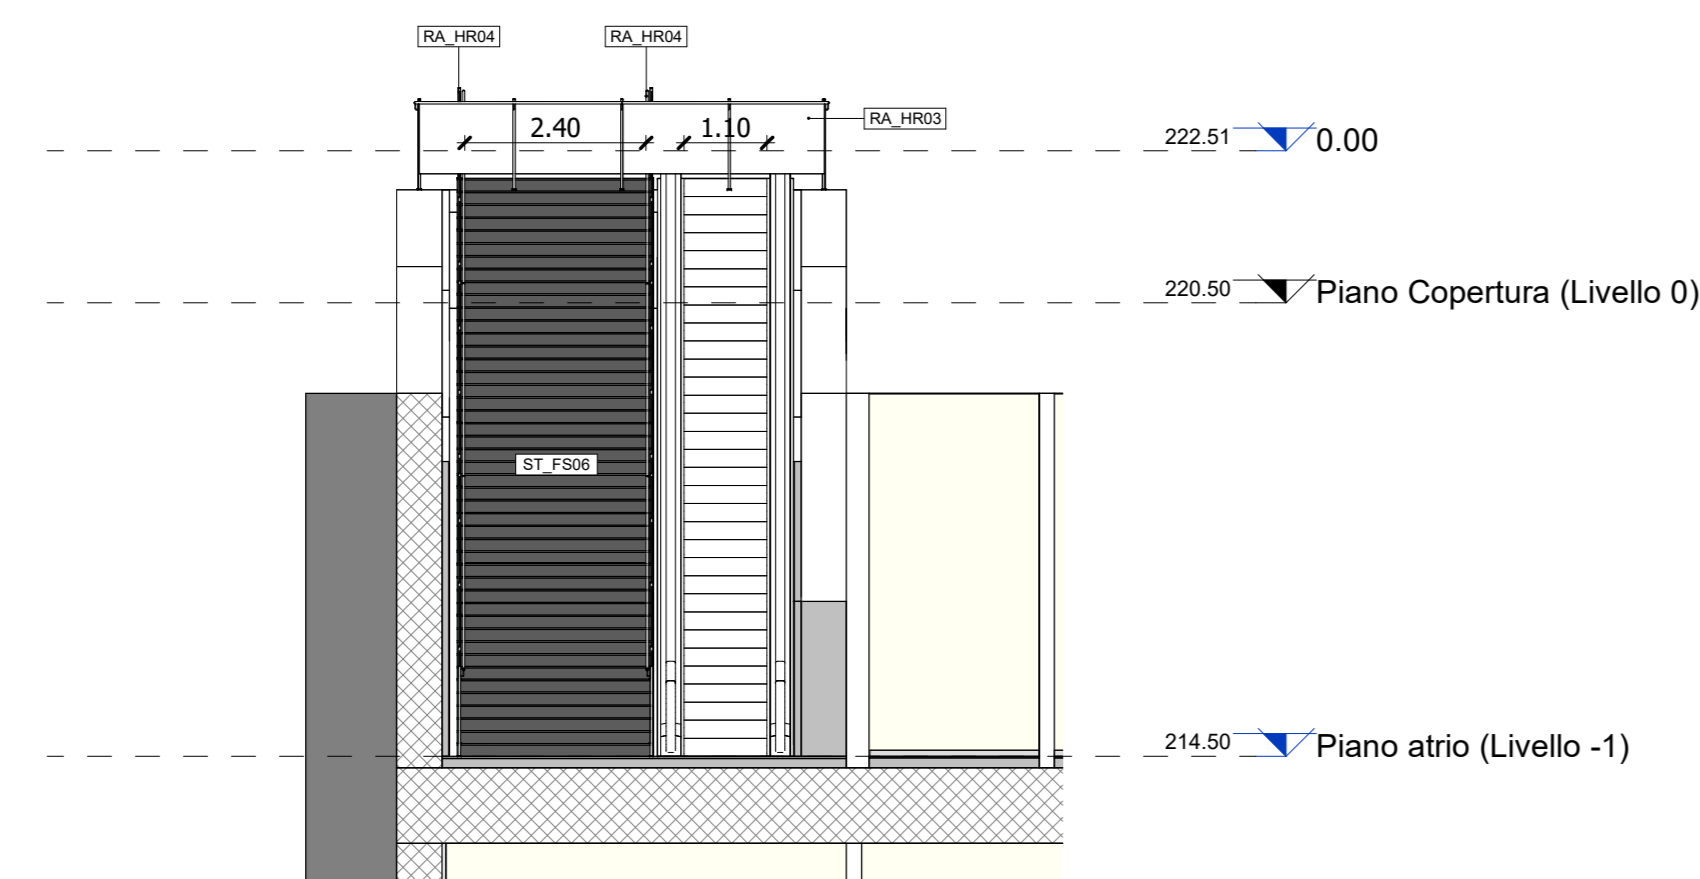 RA_HR04 RA_HR04
RA_HR03
2.40 1.10
222.51 0.00
220.50 Piano Copertura (Livello 0)
ST_FS06
214.50 Piano atrio (Livello -1)